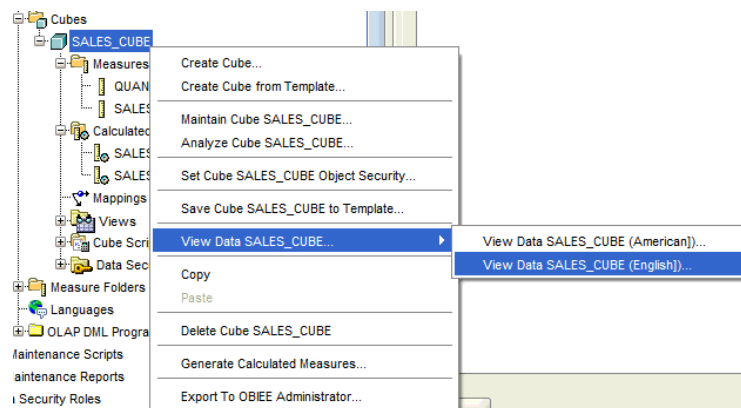 Cubes
SALES_CUBE
Measures
QUAN
SALES
Calculated
SALES
SALES
Mappings
Views
Cube Scri
Data Sec
Measure Folders
Languages
OLAP DML Progra
Maintenance Scripts
aintenance Reports
Security Roles
Create Cube...
Create Cube from Template...
Maintain Cube SALES_CUBE...
Analyze Cube SALES_CUBE...
Set Cube SALES_CUBE Object Security...
Save Cube SALES_CUBE to Template...
View Data SALES_CUBE...
Copy
Paste
Delete Cube SALES_CUBE
Generate Calculated Measures...
Export To OBIEE Administrator...
View Data SALES_CUBE (American])...
View Data SALES_CUBE (English])...